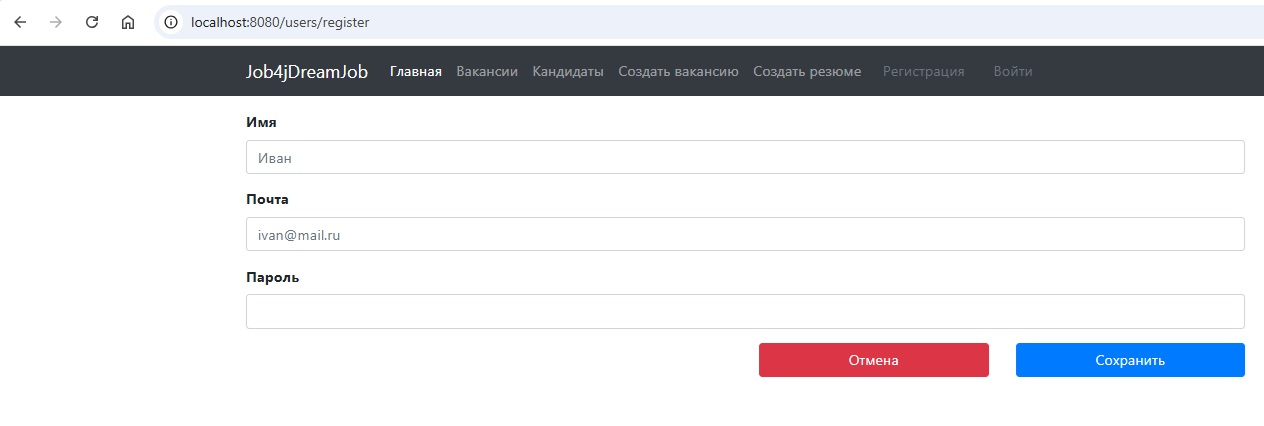 localhost:8080/users/register
Job4jDreamJob Главная Вакансии Кандидаты Создать вакансию Создать резюме Регистрация Войти
Имя
Иван
Почта
ivan@mail.ru
Пароль
Отмена Сохранить